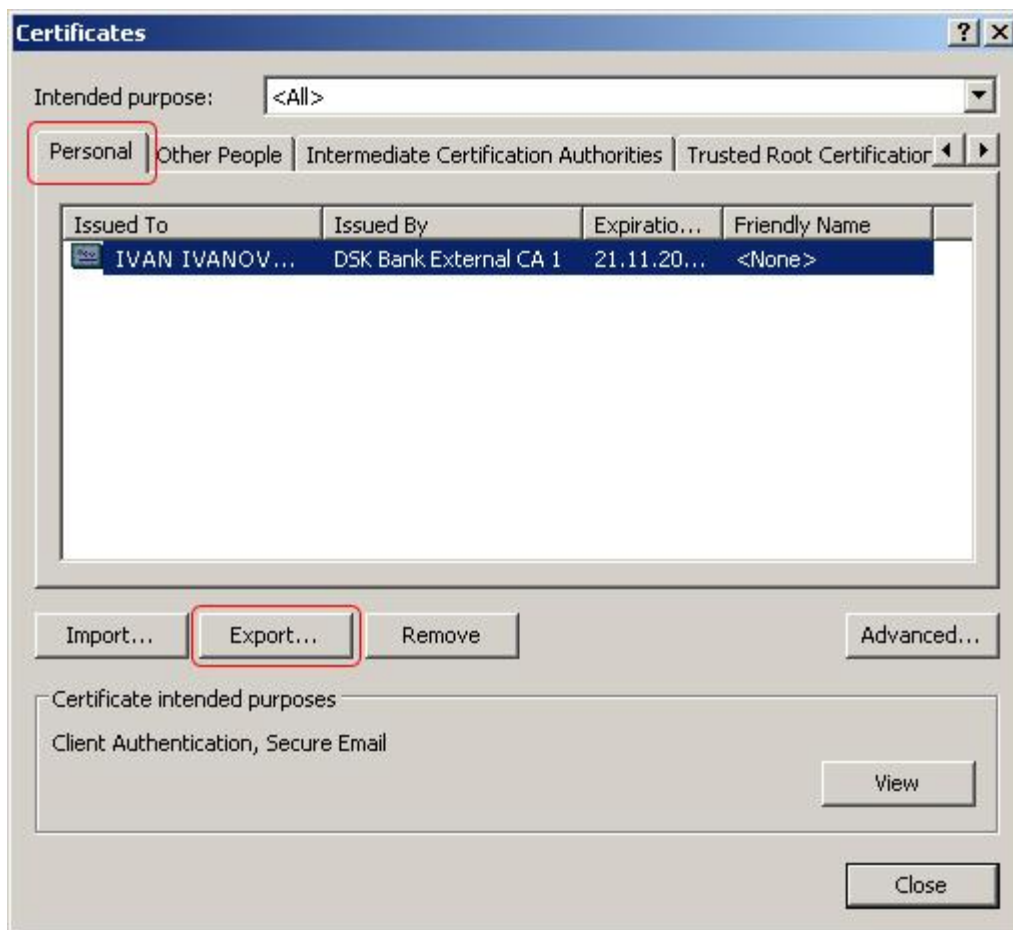 Certificates
Intended purpose: <All>
Personal Other People Intermediate Certification Authorities Trusted Root Certification
Issued To Issued By Expiratio... Friendly Name
IVAN IVANOV... DSK Bank External CA 1 21.11.20... <None>
Import... Export... Remove Advanced...
Certificate intended purposes
Client Authentication, Secure Email
View
Close